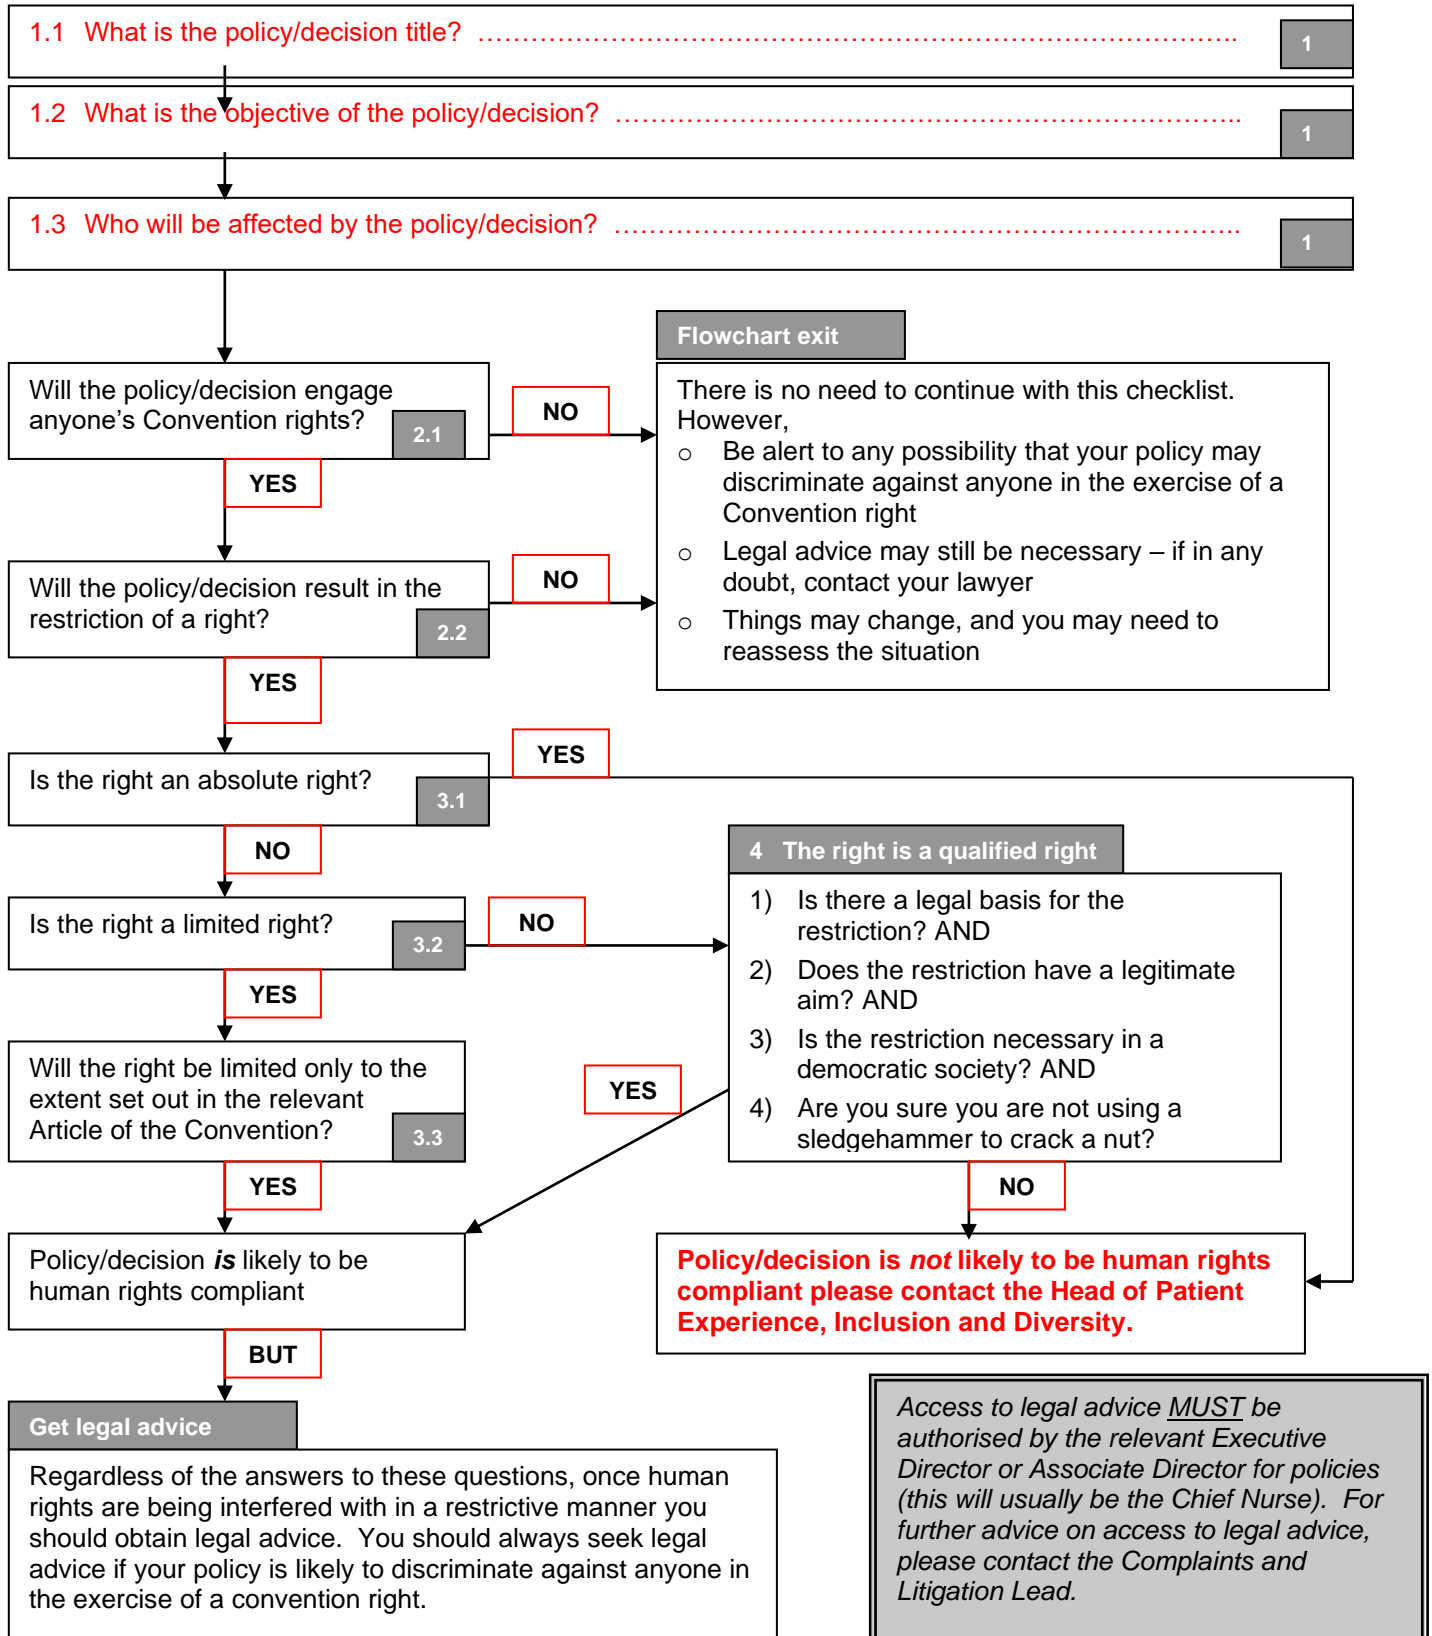 1.1 What is the policy/decision title? …………………………………………………………………………..
1
1.2 What is the objective of the policy/decision? ……………………………………………………………..
1
1.3 Who will be affected by the policy/decision? ……………………………………………………………..
1
Flowchart exit
Will the policy/decision engage
anyone’s Convention rights?
2.1
NO
There is no need to continue with this checklist.
However,
o Be alert to any possibility that your policy may
discriminate against anyone in the exercise of a
Convention right
o Legal advice may still be necessary – if in any
doubt, contact your lawyer
o Things may change, and you may need to
reassess the situation
YES
Will the policy/decision result in the
restriction of a right?
2.2
NO
YES
Is the right an absolute right?
3.1
YES
NO
Is the right a limited right?
3.2
NO
4 The right is a qualified right
1) Is there a legal basis for the
restriction? AND
2) Does the restriction have a legitimate
aim? AND
3) Is the restriction necessary in a
democratic society? AND
4) Are you sure you are not using a
sledgehammer to crack a nut?
YES
Will the right be limited only to the
extent set out in the relevant
Article of the Convention?
3.3
YES
YES
NO
Policy/decision is likely to be
human rights compliant
Policy/decision is not likely to be human rights
compliant please contact the Head of Patient
Experience, Inclusion and Diversity.
BUT
Get legal advice
Regardless of the answers to these questions, once human
rights are being interfered with in a restrictive manner you
should obtain legal advice. You should always seek legal
advice if your policy is likely to discriminate against anyone in
the exercise of a convention right.
Access to legal advice MUST be
authorised by the relevant Executive
Director or Associate Director for policies
(this will usually be the Chief Nurse). For
further advice on access to legal advice,
please contact the Complaints and
Litigation Lead.